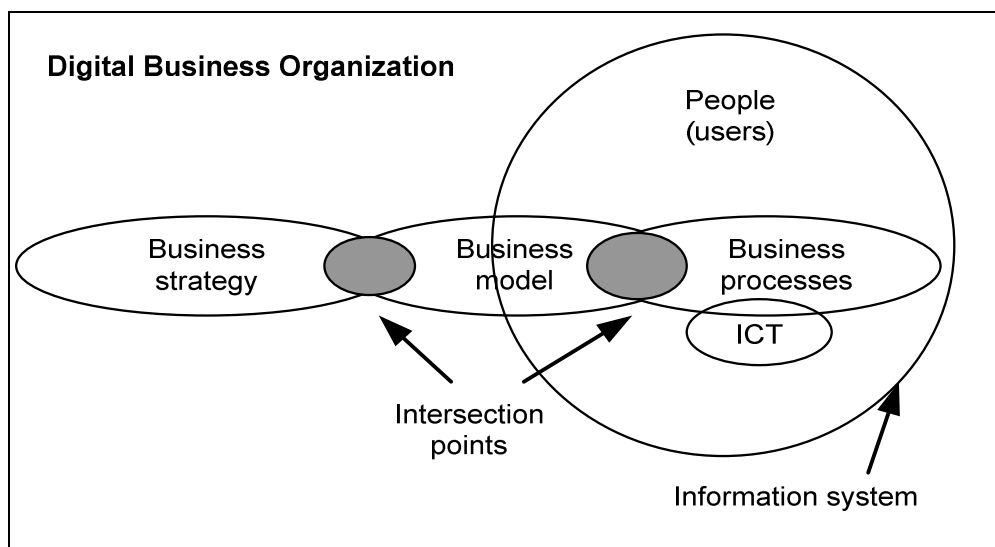 Digital Business Organization
People
(users)
Business
strategy
Business
model
Business
processes
ICT
Intersection
points
Information system